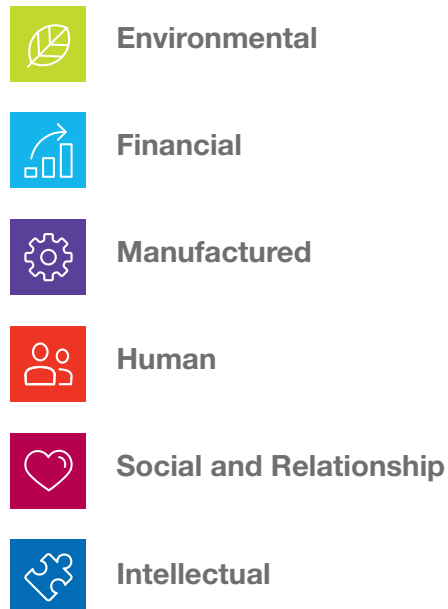 Environmental
Financial
Manufactured
Human
Social and Relationship
Intellectual